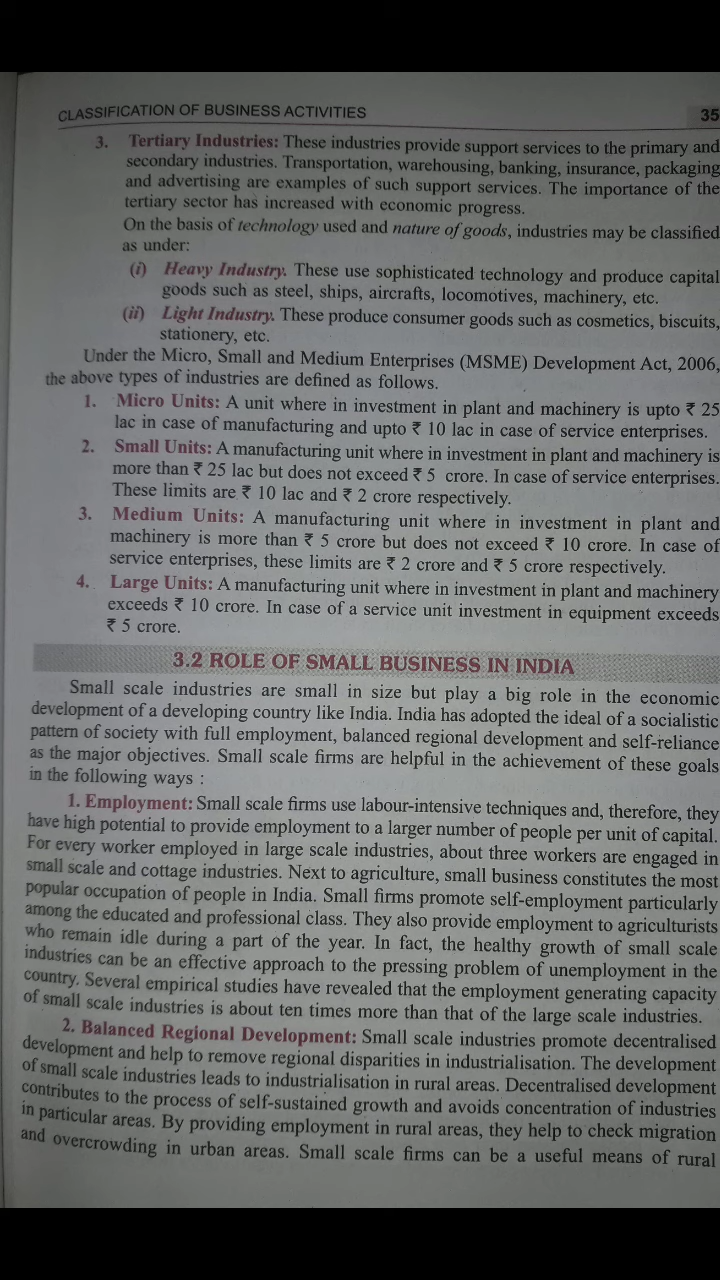 CLASSIFICATION OF BUSINESS ACTIVITIES 35
3. Tertiary Industries: These industries provide support services to the primary and
secondary industries. Transportation, warehousing, banking, insurance, packaging
and advertising are examples of such support services. The importance of the
tertiary sector has increased with economic progress.
On the basis of technology used and nature of goods, industries may be classified
as under:
(i) Heavy Industry. These use sophisticated technology and produce capital
goods such as steel, ships, aircrafts, locomotives, machinery, etc.
(ii) Light Industry. These produce consumer goods such as cosmetics, biscuits,
stationery, etc.
Under the Micro, Small and Medium Enterprises (MSME) Development Act, 2006,
the above types of industries are defined as follows.
1. Micro Units: A unit where in investment in plant and machinery is upto ₹ 25
lac in case of manufacturing and upto ₹ 10 lac in case of service enterprises.
2. Small Units: A manufacturing unit where in investment in plant and machinery is
more than ₹ 25 lac but does not exceed ₹ 5 crore. In case of service enterprises.
These limits are ₹ 10 lac and ₹ 2 crore respectively.
3. Medium Units: A manufacturing unit where in investment in plant and
machinery is more than ₹ 5 crore but does not exceed ₹ 10 crore. In case of
service enterprises, these limits are ₹ 2 crore and ₹ 5 crore respectively.
4. Large Units: A manufacturing unit where in investment in plant and machinery
exceeds ₹ 10 crore. In case of a service unit investment in equipment exceeds
₹ 5 crore.
3.2 ROLE OF SMALL BUSINESS IN INDIA
Small scale industries are small in size but play a big role in the economic
development of a developing country like India. India has adopted the ideal of a socialistic
pattern of society with full employment, balanced regional development and self-reliance
as the major objectives. Small scale firms are helpful in the achievement of these goals
in the following ways :
1. Employment: Small scale firms use labour-intensive techniques and, therefore, they
have high potential to provide employment to a larger number of people per unit of capital.
For every worker employed in large scale industries, about three workers are engaged in
small scale and cottage industries. Next to agriculture, small business constitutes the most
popular occupation of people in India. Small firms promote self-employment particularly
among the educated and professional class. They also provide employment to agriculturists
who remain idle during a part of the year. In fact, the healthy growth of small scale
industries can be an effective approach to the pressing problem of unemployment in the
country. Several empirical studies have revealed that the employment generating capacity
of small scale industries is about ten times more than that of the large scale industries.
2. Balanced Regional Development: Small scale industries promote decentralised
development and help to remove regional disparities in industrialisation. The development
of small scale industries leads to industrialisation in rural areas. Decentralised development
contributes to the process of self-sustained growth and avoids concentration of industries
in particular areas. By providing employment in rural areas, they help to check migration
and overcrowding in urban areas. Small scale firms can be a useful means of rural